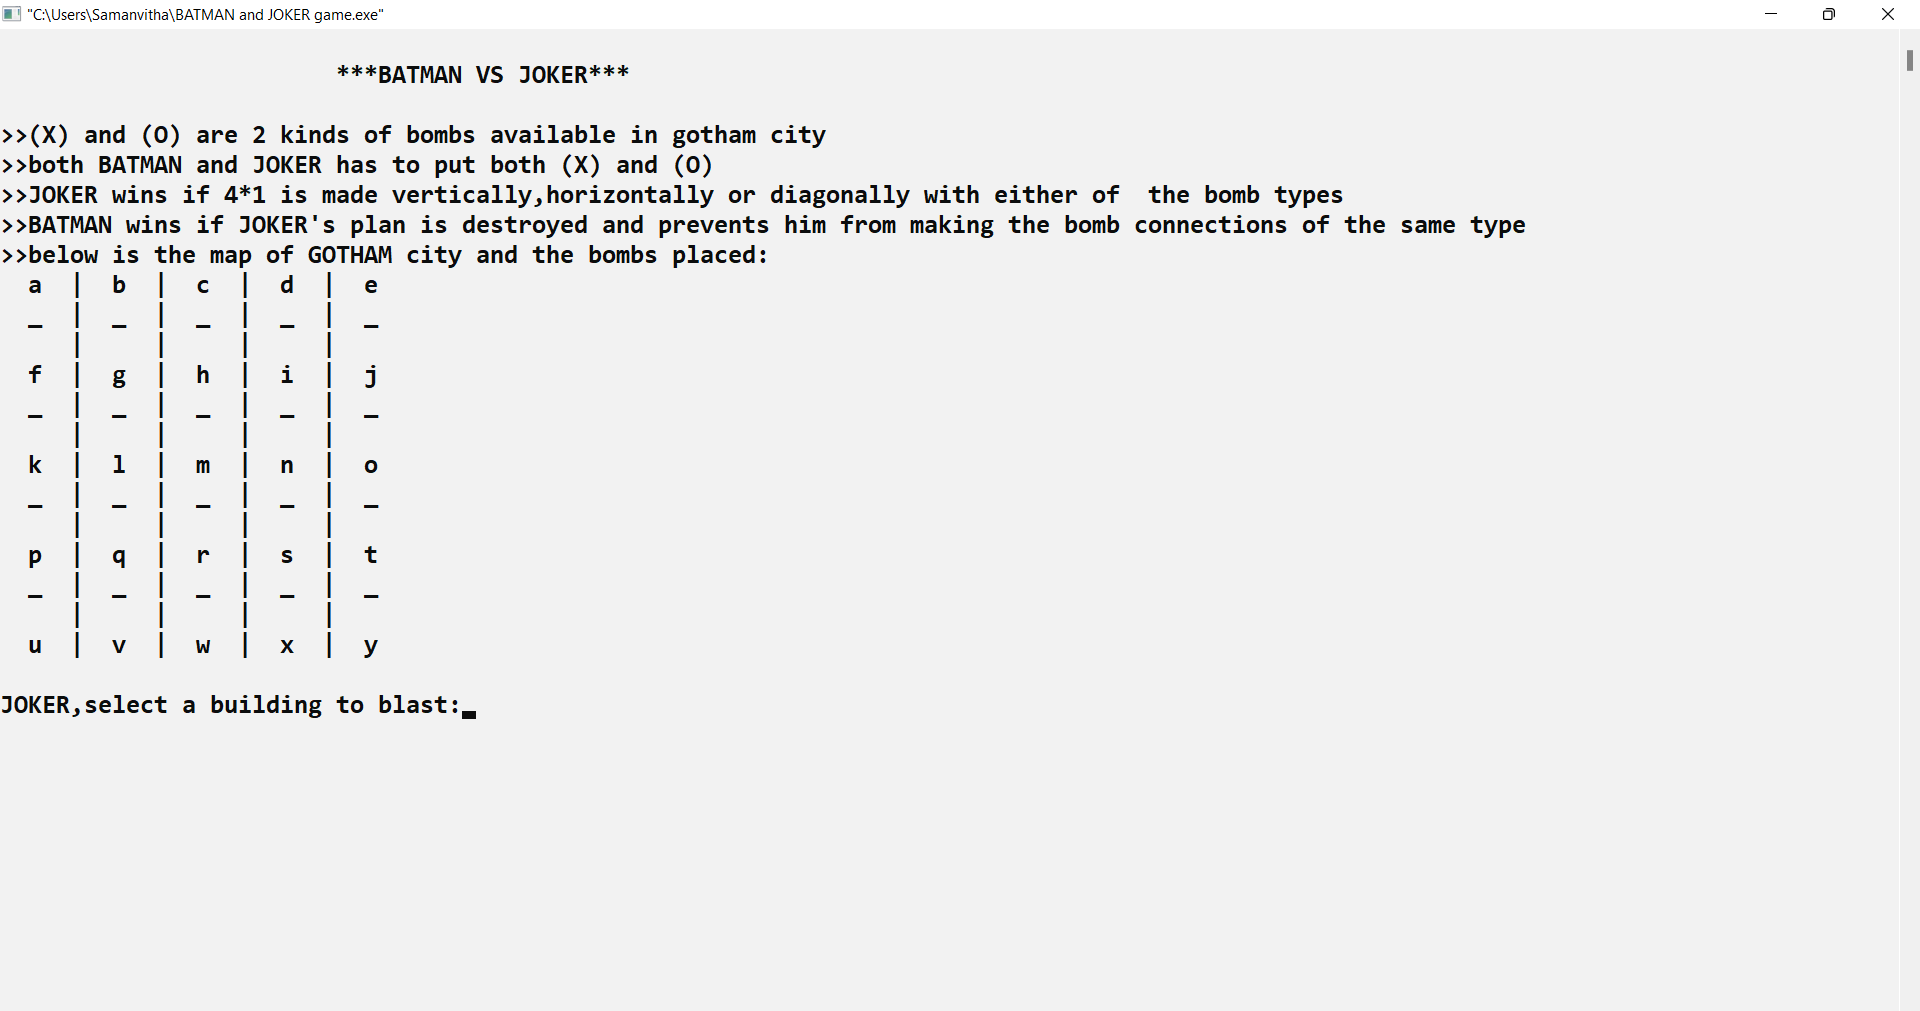 "C:\Users\Samanvitha\BATMAN and JOKER game.exe"
***BATMAN VS JOKER***
>>(X) and (O) are 2 kinds of bombs available in gotham city
>>both BATMAN and JOKER has to put both (X) and (O)
>>JOKER wins if 4*1 is made vertically,horizontally or diagonally with either of  the bomb types
>>BATMAN wins if JOKER's plan is destroyed and prevents him from making the bomb connections of the same type
>>below is the map of GOTHAM city and the bombs placed:
a | b | c | d | e
_ | _ | _ | _ | _
| | | |
f | g | h | i | j
_ | _ | _ | _ | _
| | | |
k | l | m | n | o
_ | _ | _ | _ | _
| | | |
p | q | r | s | t
_ | _ | _ | _ | _
| | | |
u | v | w | x | y
JOKER,select a building to blast:_